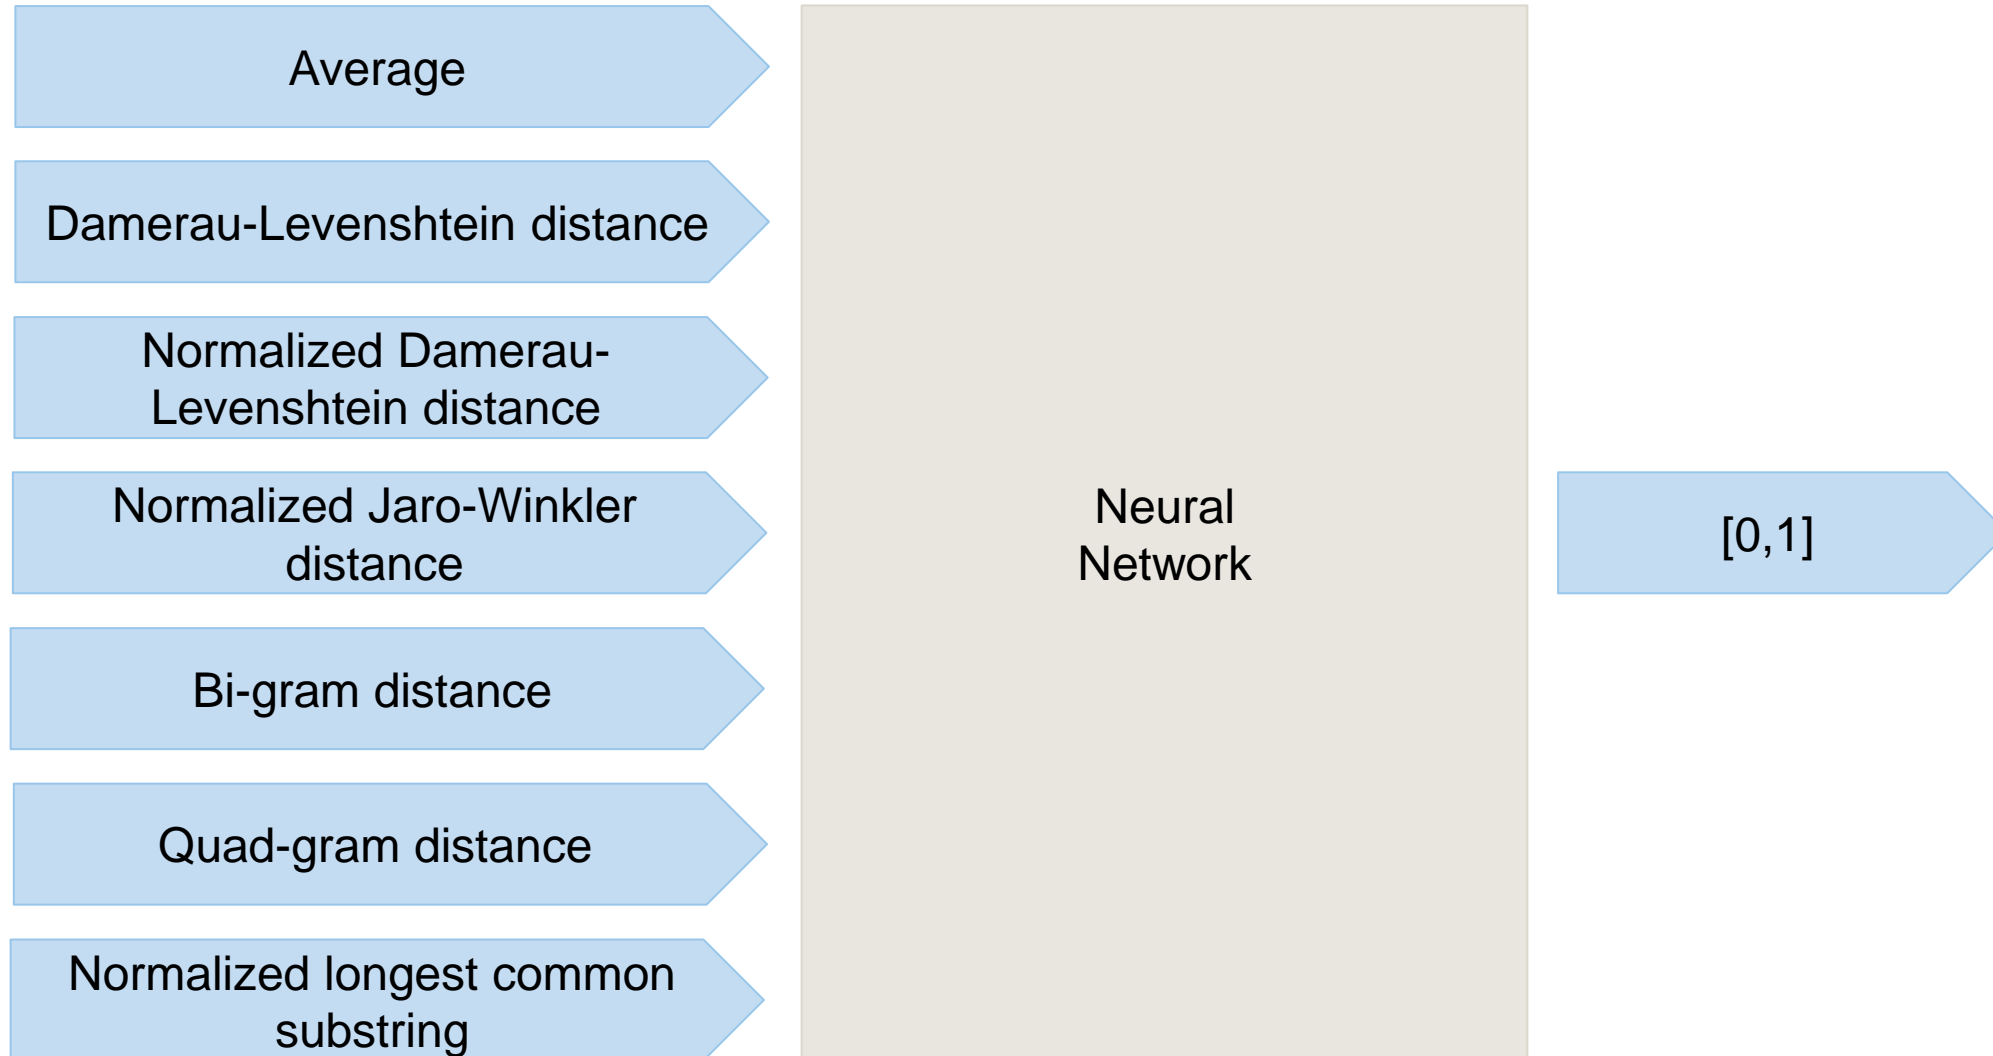 Average
Damerau-Levenshtein distance
Normalized Damerau-
Levenshtein distance
Normalized Jaro-Winkler
distance
Bi-gram distance
Quad-gram distance
Normalized longest common
substring
Neural
Network
[0,1]